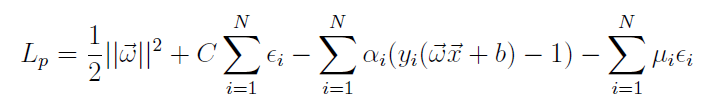 L_p = \frac{1}{2}||\vec{\omega}||^2 + C\sum_{i=1}^{N} \epsilon_i - \sum_{i=1}^{N} \alpha_i(y_i(\vec{\omega}\vec{x} + b) - 1) - \sum_{i=1}^{N} \mu_i\epsilon_i